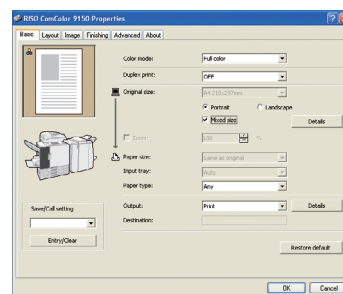 RISO ComColor 9150 Properties
Basic Layout Image Finishing Advanced About
Color mode: Full color
Duplex print: OFF
Original size: A4 210x297mm
Portrait Landscape
Mixed size Details
Zoom: 100 %
Paper size: Same as original
Input tray: Auto
Paper type: Any
Save/Call setting
Output: Print Details
Destination:
Entry/Clear
Restore default
OK Cancel